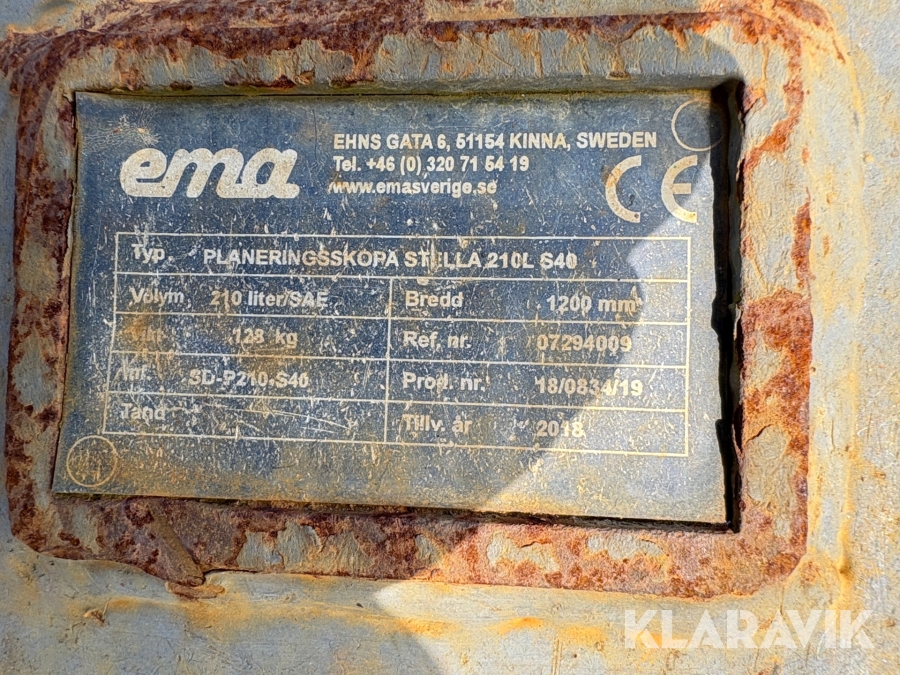 ema
EHNS GATA 6, 51154 KINNA, SWEDEN
Tel. +46 (0) 320 71 54 19
www.emasverige.se
CE
Typ. PLANERINGSSKOPA STELLA 210L S40
Volym 210 liter/SAE Bredd 1200 mm
Vikt 128 kg Ref. nr. 07294009
Inf. SD-P210-S40 Prod. nr. 18/0834/19
Tand Tillv. år 2018
KLARAVIK